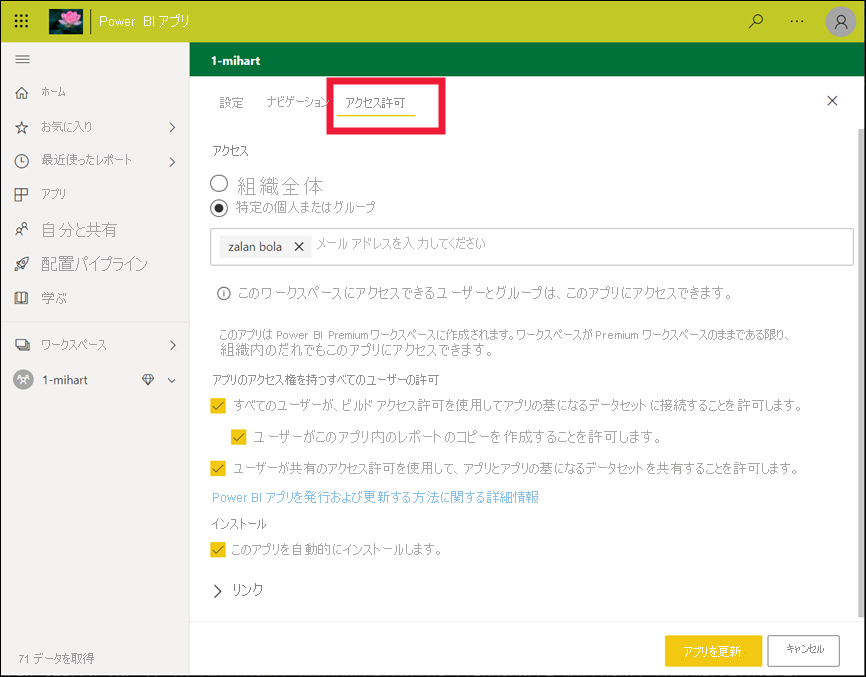 Power BI アプリ
1-mihart
ホーム
お気に入り
最近使ったレポート
アプリ
自分と共有
配置パイプライン
学ぶ
ワークスペース
1-mihart
71 データを取得
設定 ナビゲーション アクセス許可
アクセス
組織全体
特定の個人またはグループ
zalan bola メール アドレスを入力してください
このワークスペースにアクセスできるユーザーとグループは、このアプリにアクセスできます。
このアプリは Power BI Premium ワークスペースに作成されます。ワークスペースが Premium ワークスペースのままである限り、
組織内のだれでもこのアプリにアクセスできます。
アプリのアクセス権を持つすべてのユーザーの許可
すべてのユーザーが、ビルド アクセス許可を使用してアプリの基になるデータセットに接続することを許可します。
ユーザーがこのアプリ内のレポートのコピーを作成することを許可します。
ユーザーが共有のアクセス許可を使用して、アプリとアプリの基になるデータセットを共有することを許可します。
Power BI アプリを発行および更新する方法に関する詳細情報
インストール
このアプリを自動的にインストールします。
リンク
アプリを更新 キャンセル